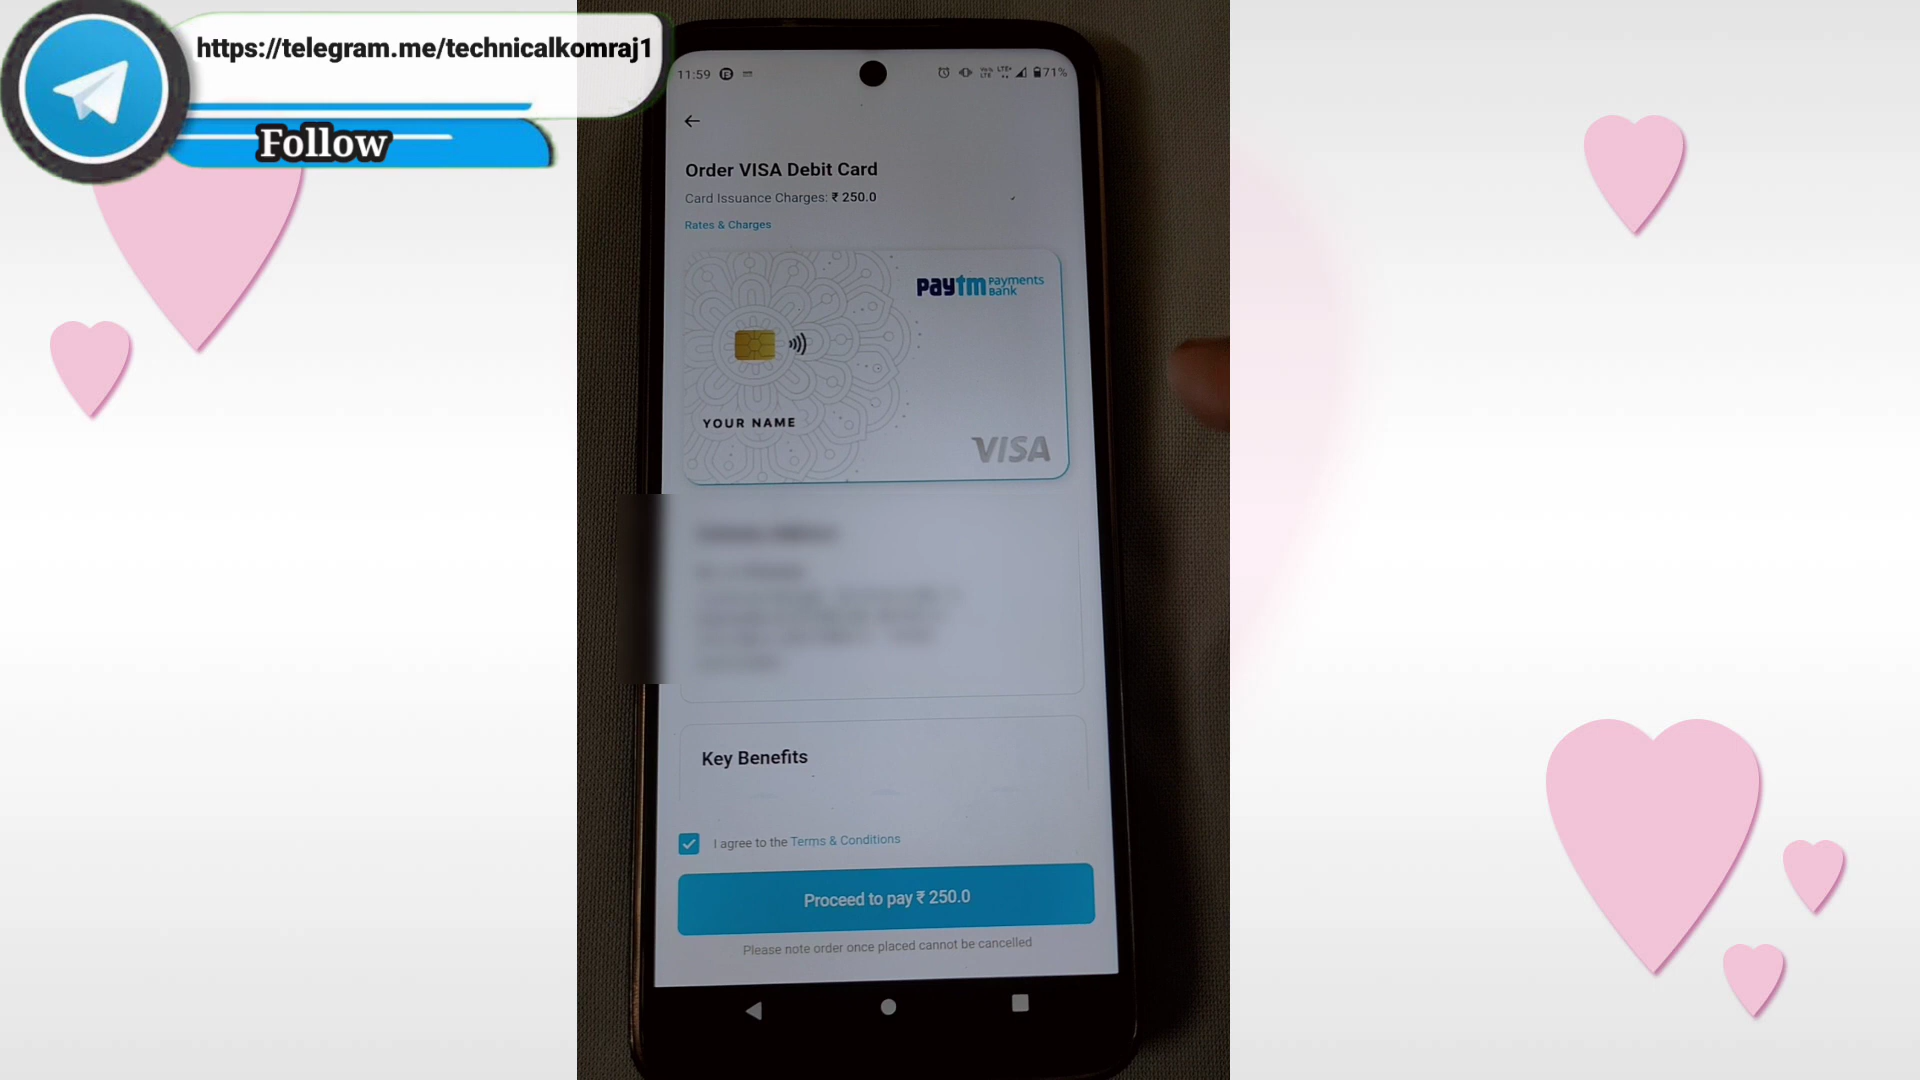 https://telegram.me/technicalkomraj1
Follow
11:59
71%
Order VISA Debit Card
Card Issuance Charges: ₹ 250.0
Rates & Charges
paytm Payments Bank
YOUR NAME
VISA
Key Benefits
I agree to the Terms & Conditions
Proceed to pay ₹ 250.0
Please note order once placed cannot be cancelled